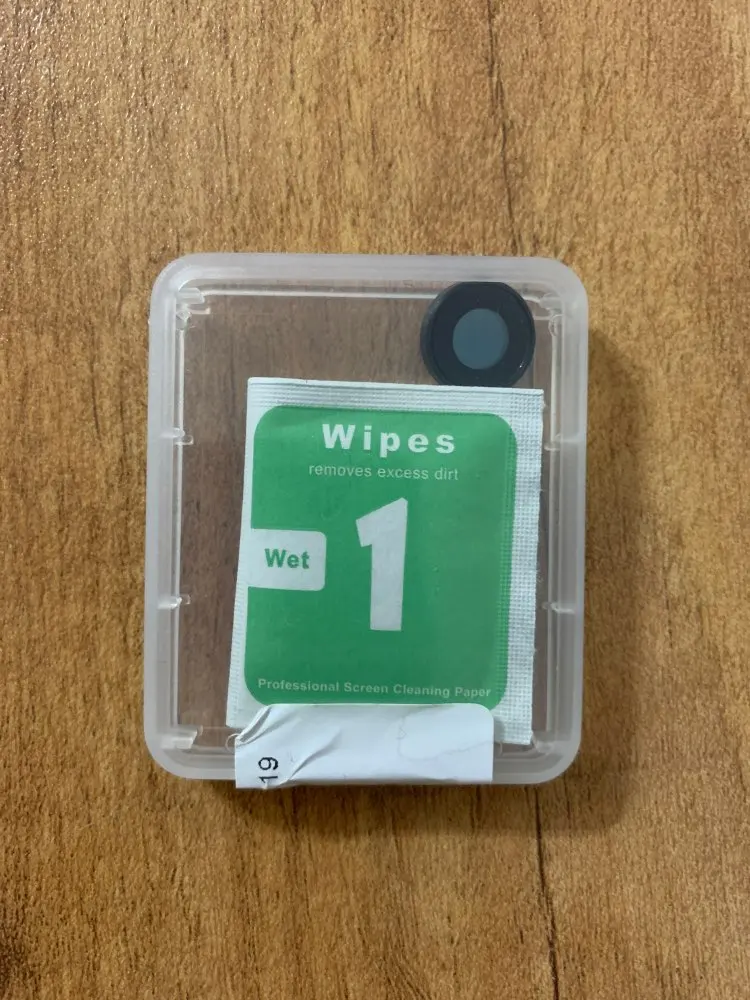 Wipes
removes excess dirt
1
Wet
Professional Screen Cleaning Paper
19